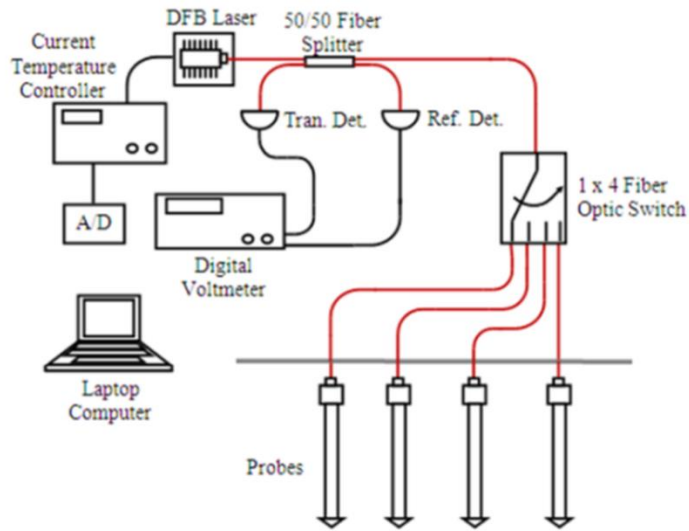 DFB Laser
50/50 Fiber
Splitter
Current
Temperature
Controller
Tran. Det.
Ref. Det.
1 x 4 Fiber
Optic Switch
A/D
Digital
Voltmeter
Laptop
Computer
Probes